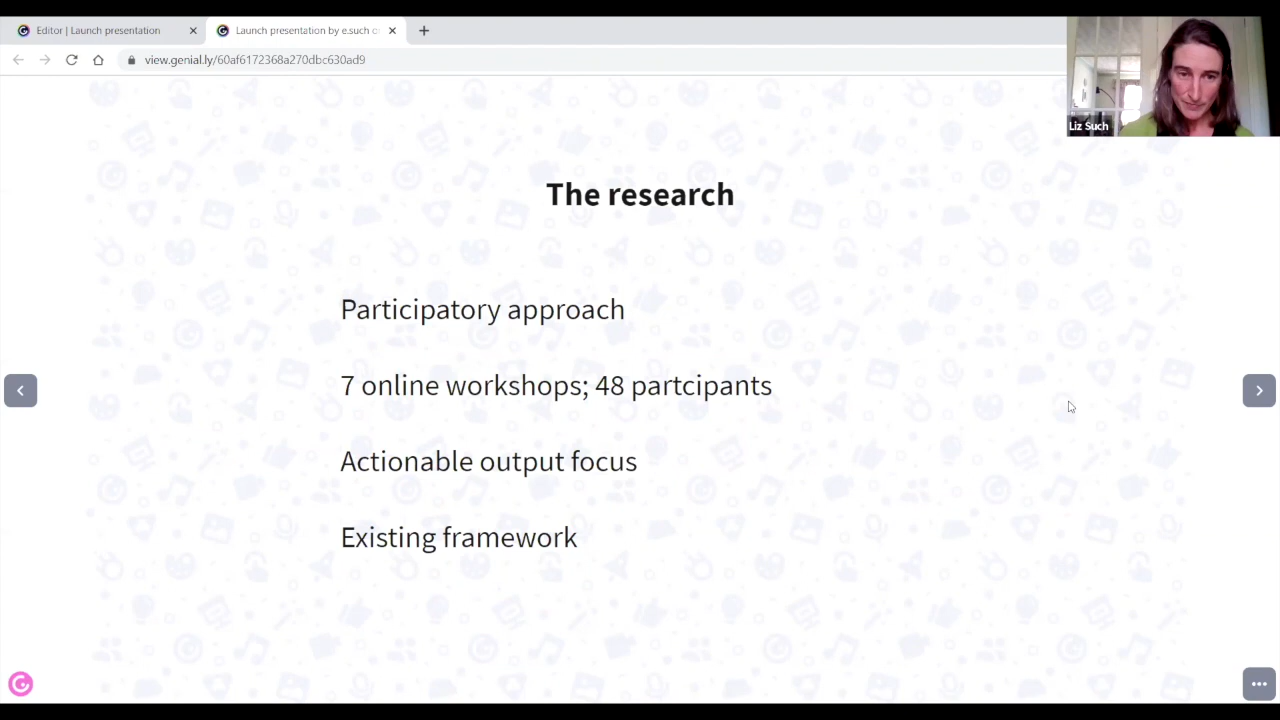 Editor | Launch presentation
Launch presentation by e.such o
view.genial.ly/60af6172368a270dbc630ad9
Liz Such
The research
Participatory approach
7 online workshops; 48 partcipants
Actionable output focus
Existing framework